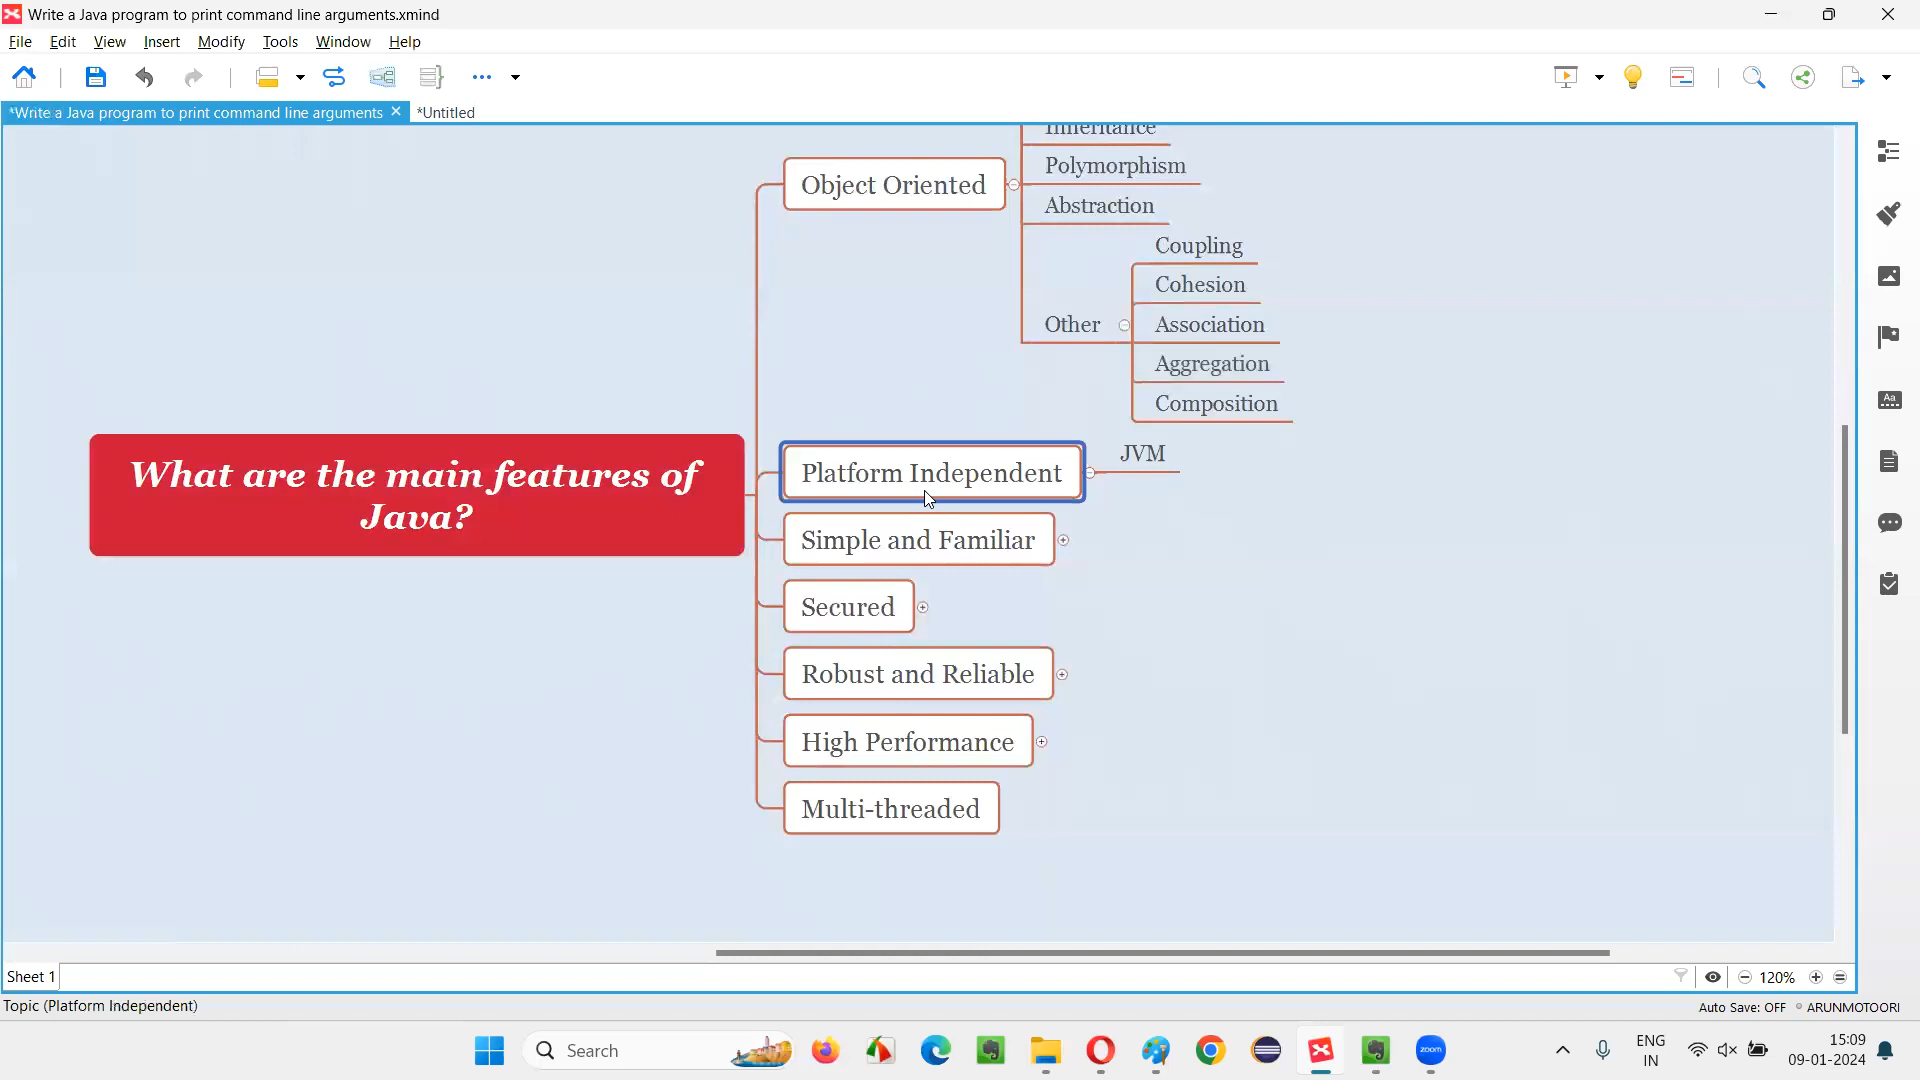 Write a Java program to print command line arguments.xmind
File Edit View Insert Modify Tools Window Help
*Write a Java program to print command line arguments *Untitled
Inheritance
Object Oriented
Polymorphism
Abstraction
Coupling
Cohesion
Other
Association
Aggregation
Composition
What are the main features of
Java?
Platform Independent
JVM
Simple and Familiar
Secured
Robust and Reliable
High Performance
Multi-threaded
Sheet 1
120%
Topic (Platform Independent)
Auto Save: OFF ARUNMOTOORI
Search
zoom
ENG
IN
15:09
09-01-2024
Aa